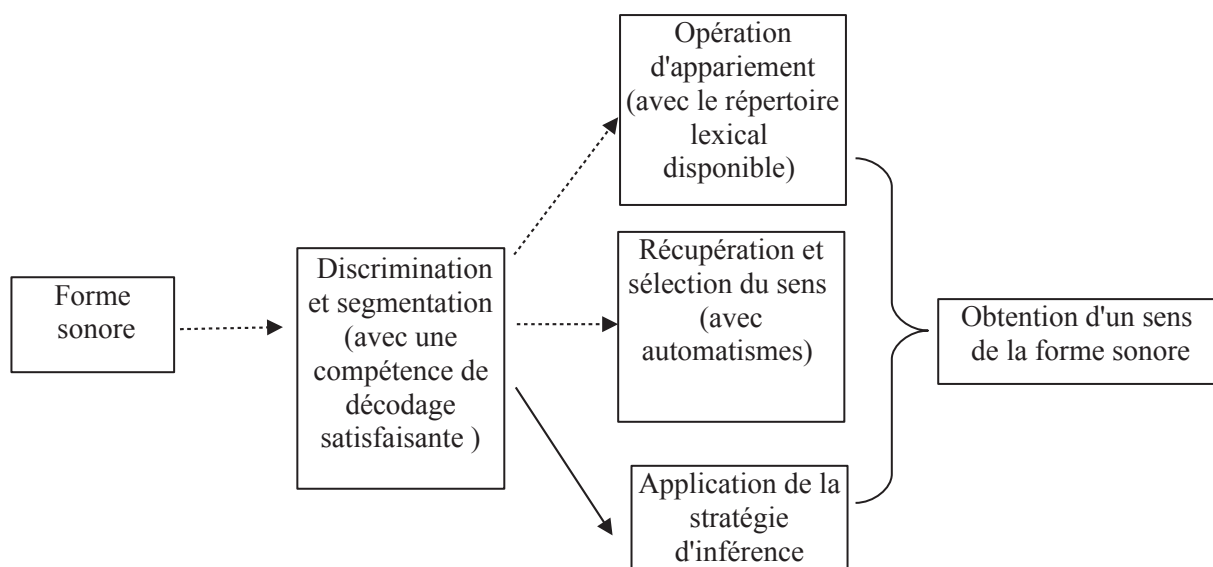 Forme
sonore
Discrimination
et segmentation
(avec une
compétence de
décodage
satisfaisante )
Opération
d'appariement
(avec le répertoire
lexical
disponible)
Récupération et
sélection du sens
(avec
automatismes)
Application de la
stratégie
d'inférence
Obtention d'un sens
de la forme sonore